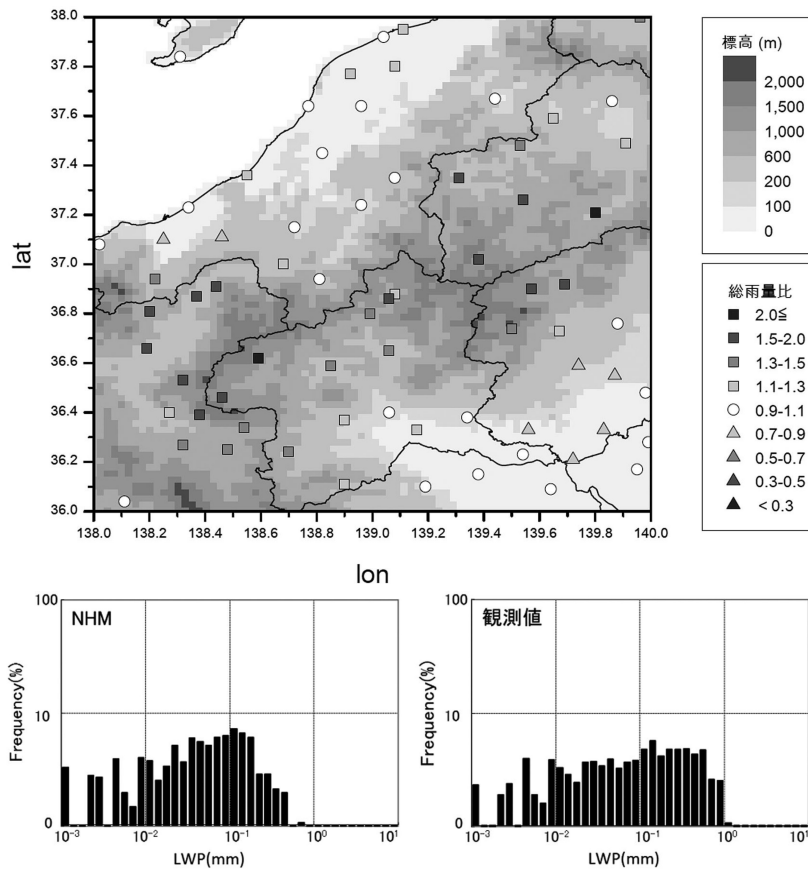 38.0
37.8
37.6
37.4
37.2
37.0
36.8
36.6
36.4
36.2
36.0
lat
138.0 138.2 138.4 138.6 138.8 139.0 139.2 139.4 139.6 139.8 140.0
lon
標高 (m)
2,000
1,500
1,000
600
200
100
0
総雨量比
2.0≦
1.5-2.0
1.3-1.5
1.1-1.3
0.9-1.1
0.7-0.9
0.5-0.7
0.3-0.5
< 0.3
NHM
Frequency(%)
100
10
0
10⁻³ 10⁻² 10⁻¹ 10⁰ 10¹
LWP(mm)
観測値
Frequency(%)
100
10
0
10⁻³ 10⁻² 10⁻¹ 10⁰ 10¹
LWP(mm)